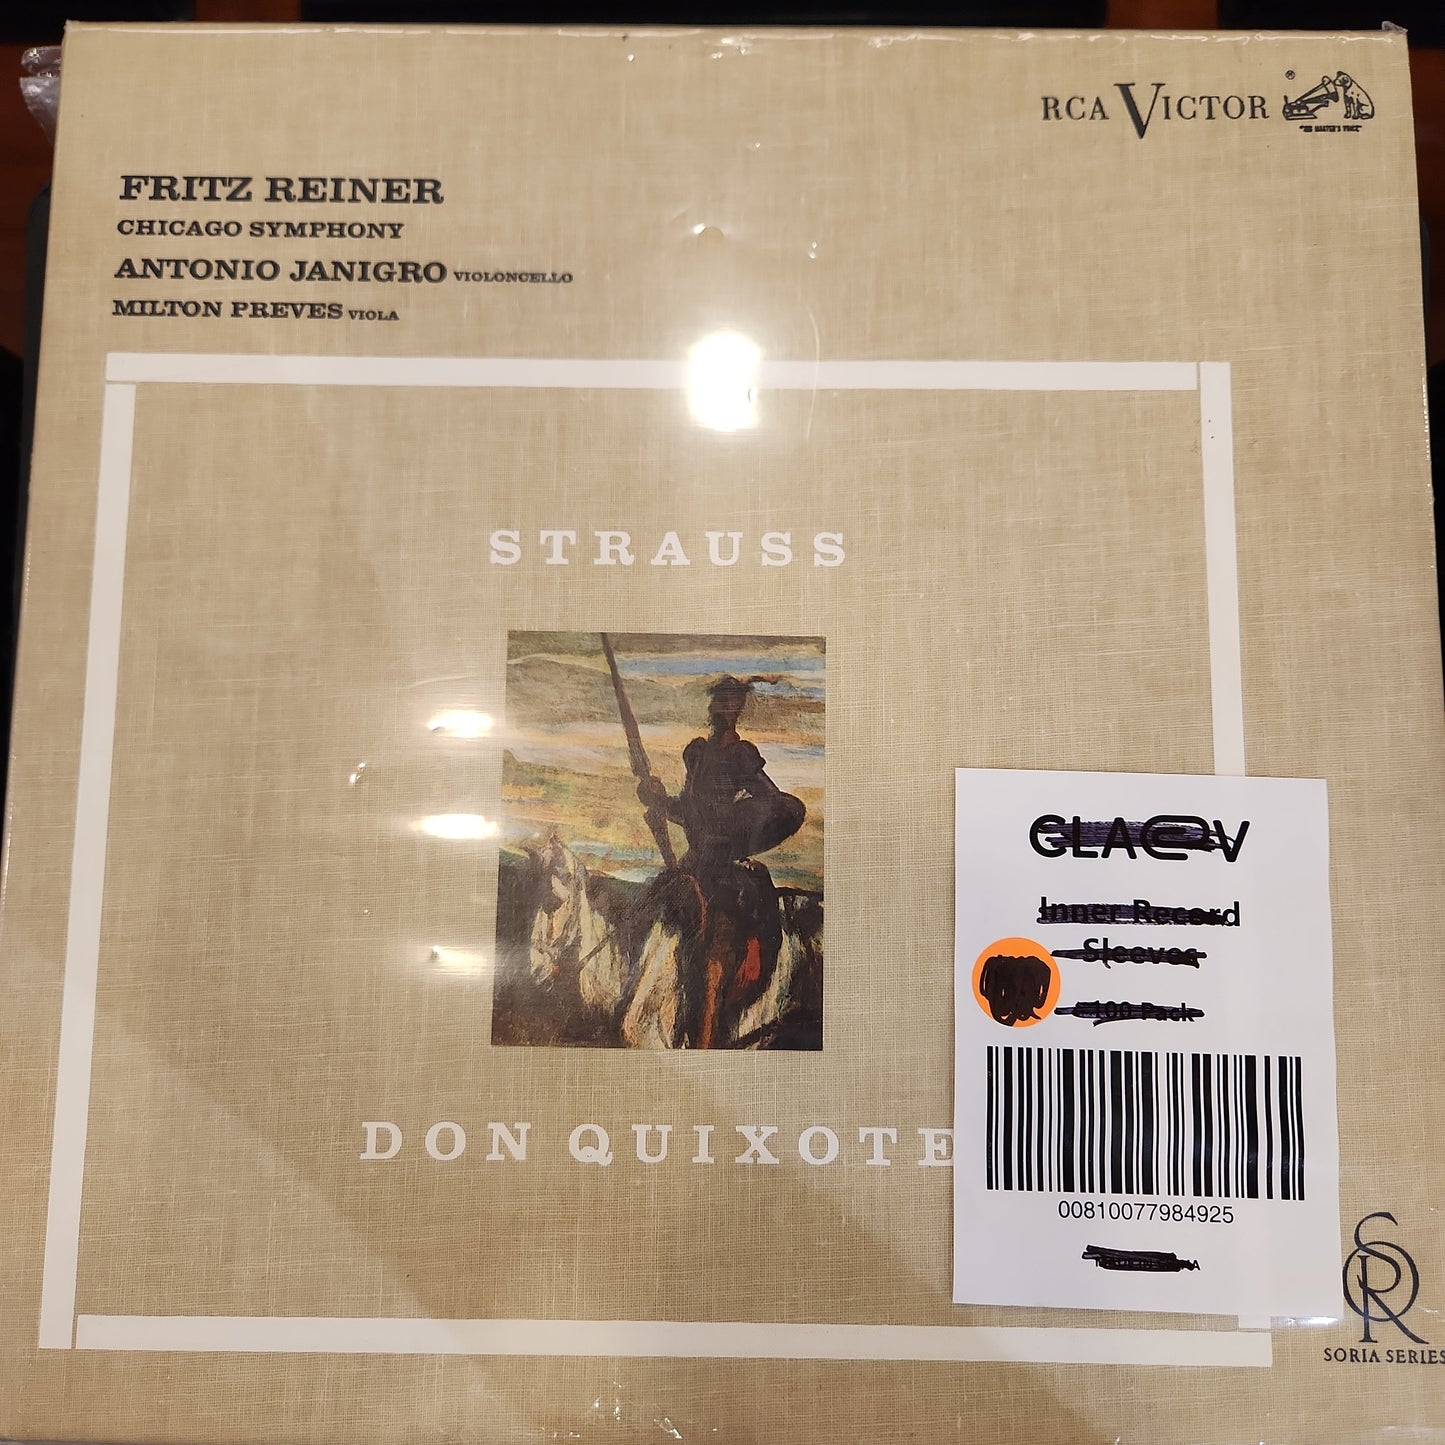 RCA VICTOR ®
"HIS MASTER'S VOICE"
FRITZ REINER
CHICAGO SYMPHONY
ANTONIO JANIGRO VIOLONCELLO
MILTON PREVES VIOLA
STRAUSS
DON QUIXOTE
Inner Record
Sleeves
100 Pack
00810077984925
SR
SORIA SERIES